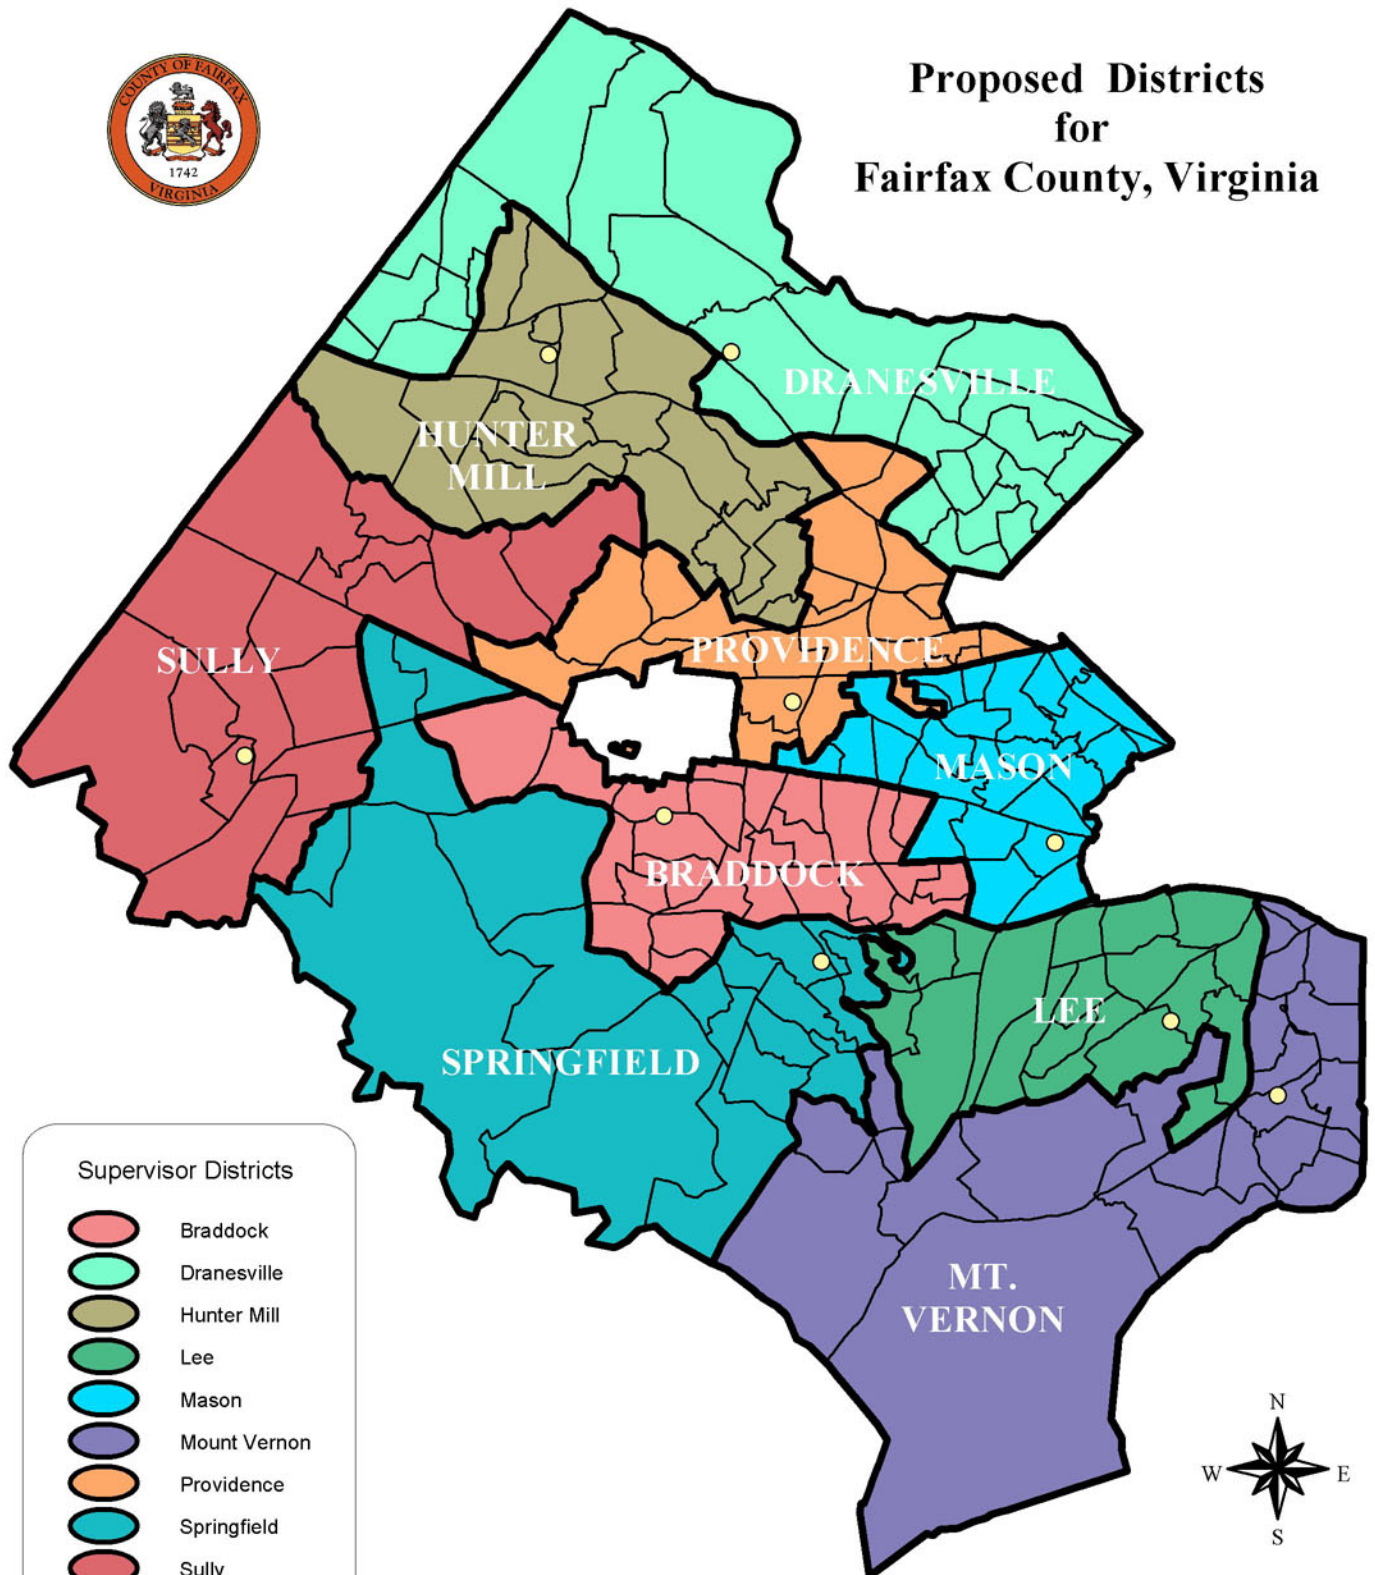 COUNTY OF FAIRFAX
1742
VIRGINIA
Proposed Districts
for
Fairfax County, Virginia
DRANESVILLE
HUNTER
MILL
PROVIDENCE
SULLY
MASON
BRADDOCK
LEE
SPRINGFIELD
MT.
VERNON
Supervisor Districts
Braddock
Dranesville
Hunter Mill
Lee
Mason
Mount Vernon
Providence
Springfield
Sully
N
W E
S